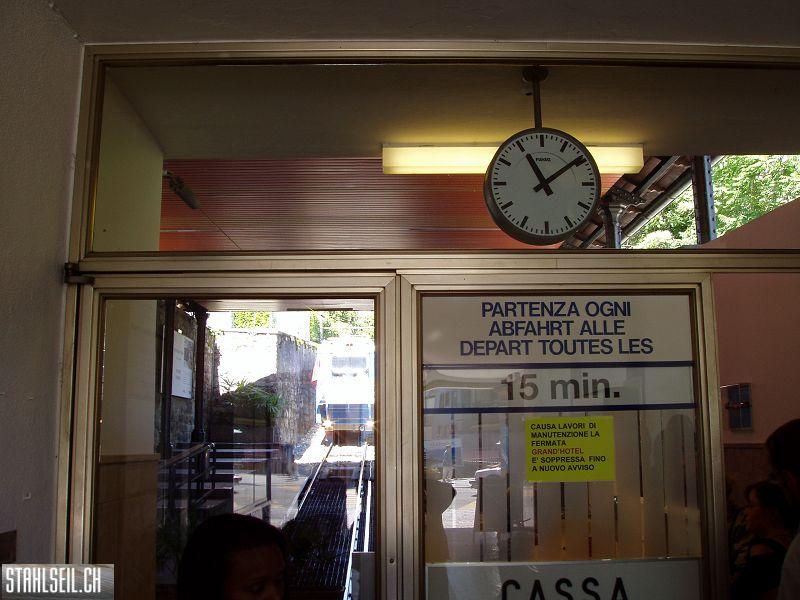 PARTENZA OGNI
ABFAHRT ALLE
DEPART TOUTES LES
15 min.
CAUSA LAVORI DI
MANUTENZIONE LA
FERMATA
GRAND'HOTEL
E' SOPPRESSA FINO
A NUOVO AVVISO
CASSA
STAHLSEIL.CH